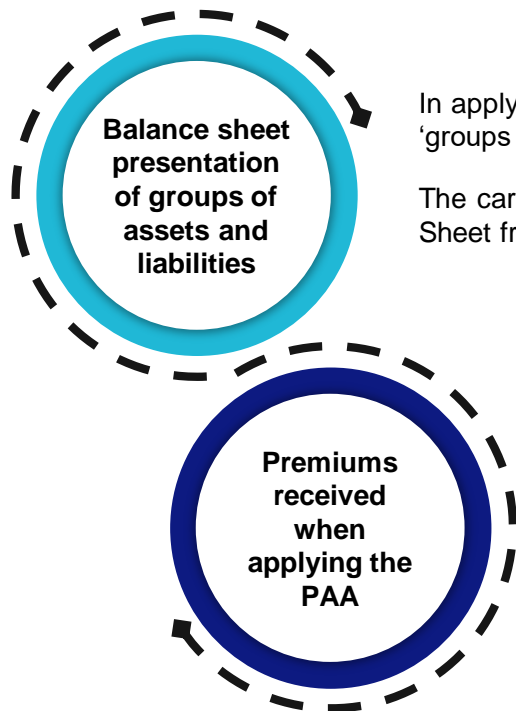 Balance sheet
presentation
of groups of
assets and
liabilities
In apply
‘groups
The car
Sheet fr
Premiums
received
when
applying the
PAA